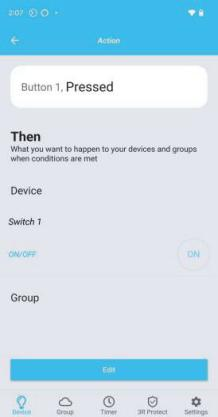 2:07
Action
Button 1, Pressed
Then
What you want to happen to your devices and groups
when conditions are met
Device
Switch 1
ON/OFF
ON
Group
Edit
Device
Group
Timer
3R Protect
Settings